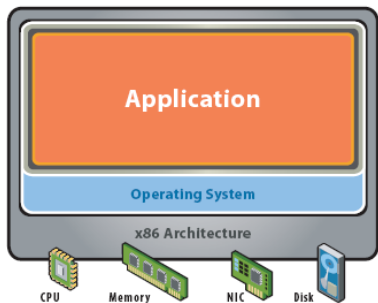 Application
Operating System
x86 Architecture
CPU
Memory
NIC
Disk